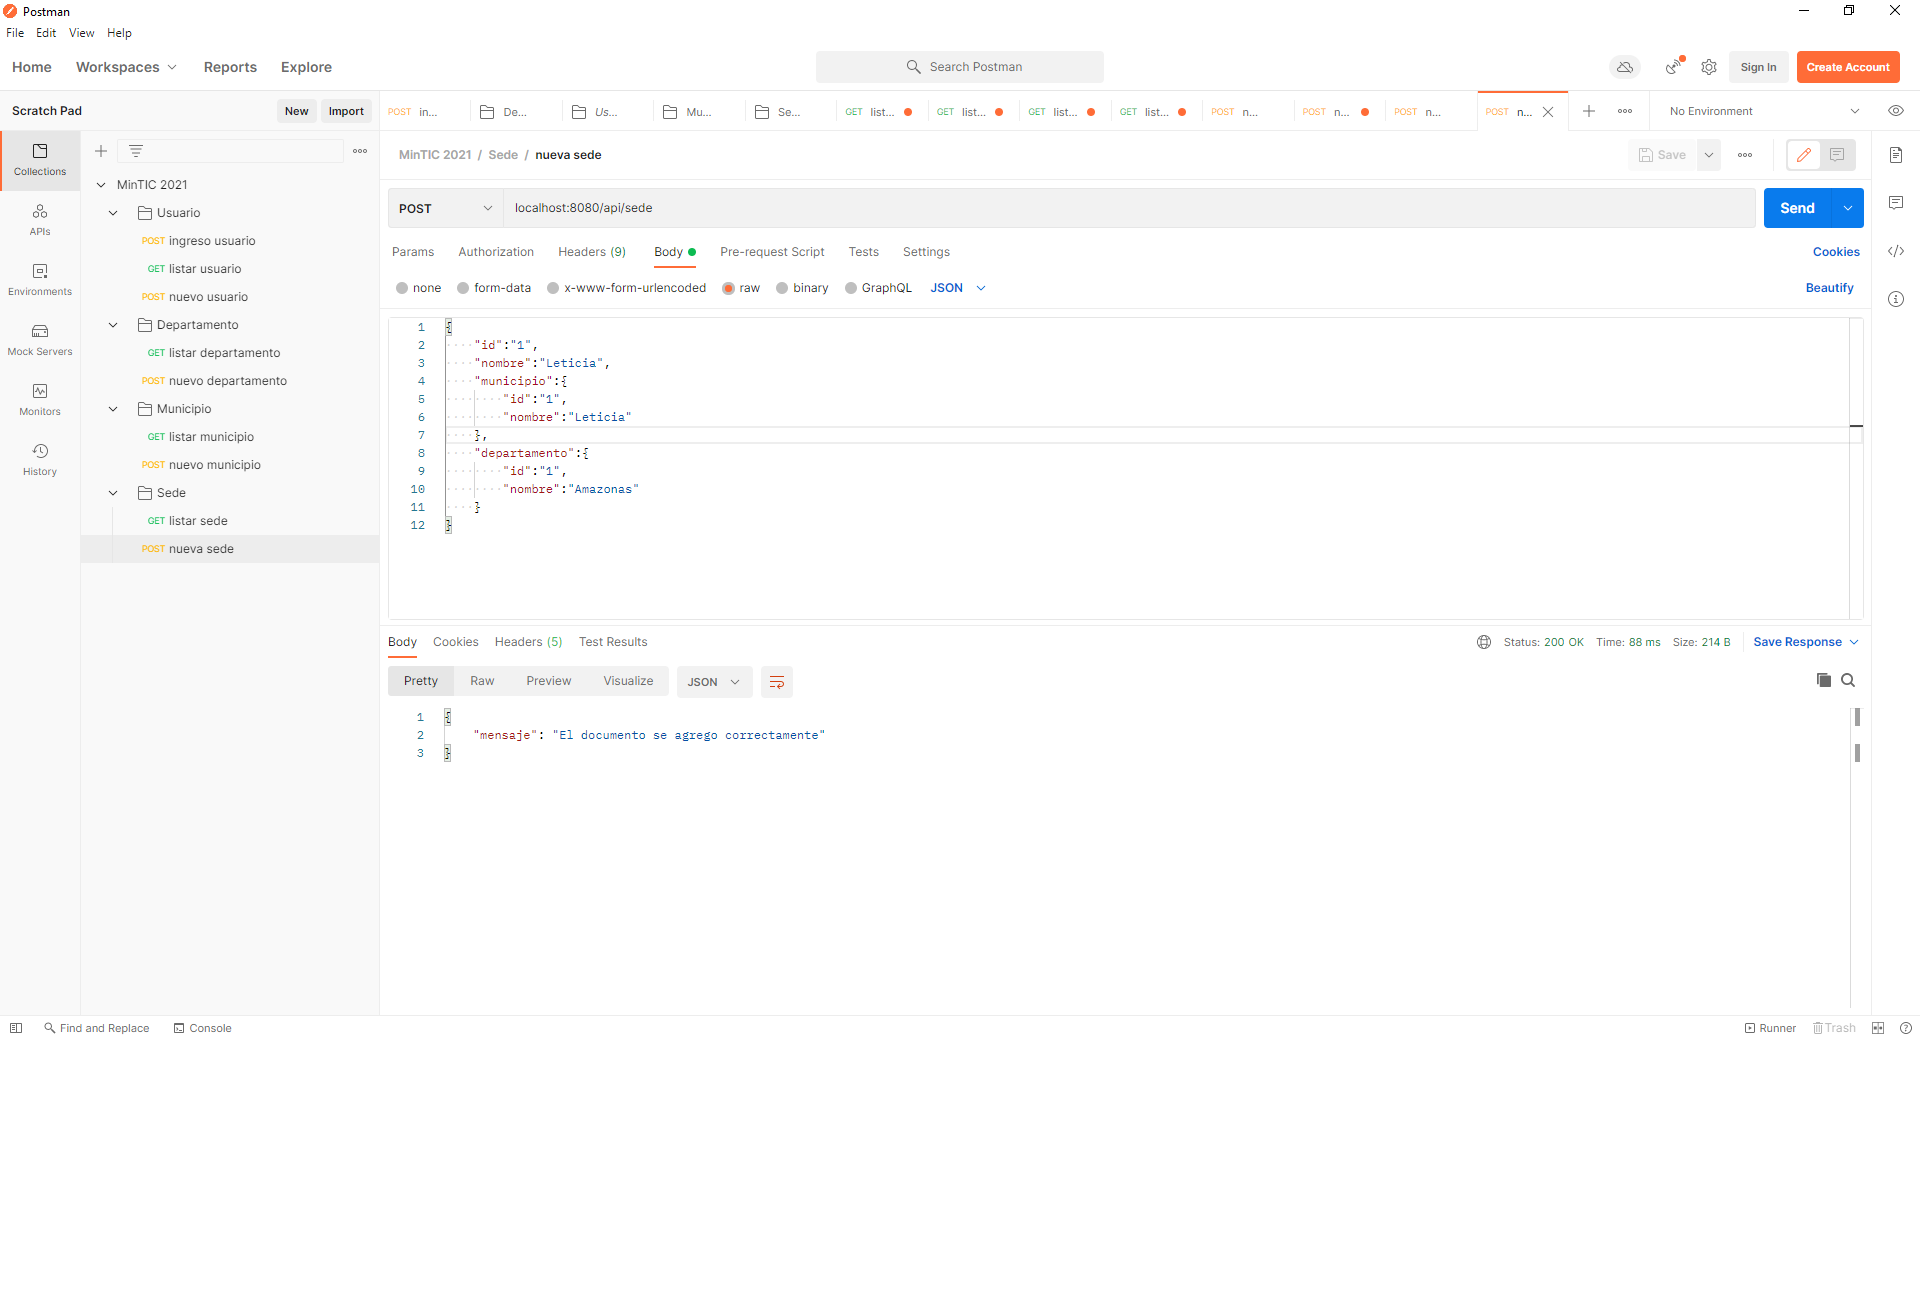 Postman
File Edit View Help
Home Workspaces Reports Explore
Search Postman
Sign In Create Account
Scratch Pad New Import
POST in... De... Us... Mu... Se... GET list... GET list... GET list... GET list... POST n... POST n... POST n... POST n...
No Environment
Collections
APIs
Environments
Mock Servers
Monitors
History
MinTIC 2021
Usuario
POST ingreso usuario
GET listar usuario
POST nuevo usuario
Departamento
GET listar departamento
POST nuevo departamento
Municipio
GET listar municipio
POST nuevo municipio
Sede
GET listar sede
POST nueva sede
MinTIC 2021 / Sede / nueva sede
Save
POST localhost:8080/api/sede Send
Params Authorization Headers (9) Body Pre-request Script Tests Settings Cookies
none form-data x-www-form-urlencoded raw binary GraphQL JSON Beautify
1 {
2 "id":"1",
3 "nombre":"Leticia",
4 "municipio":{
5 "id":"1",
6 "nombre":"Leticia"
7 },
8 "departamento":{
9 "id":"1",
10 "nombre":"Amazonas"
11 }
12 }
Body Cookies Headers (5) Test Results Status: 200 OK Time: 88 ms Size: 214 B Save Response
Pretty Raw Preview Visualize JSON
1 {
2 "mensaje": "El documento se agrego correctamente"
3 }
Find and Replace Console Runner Trash